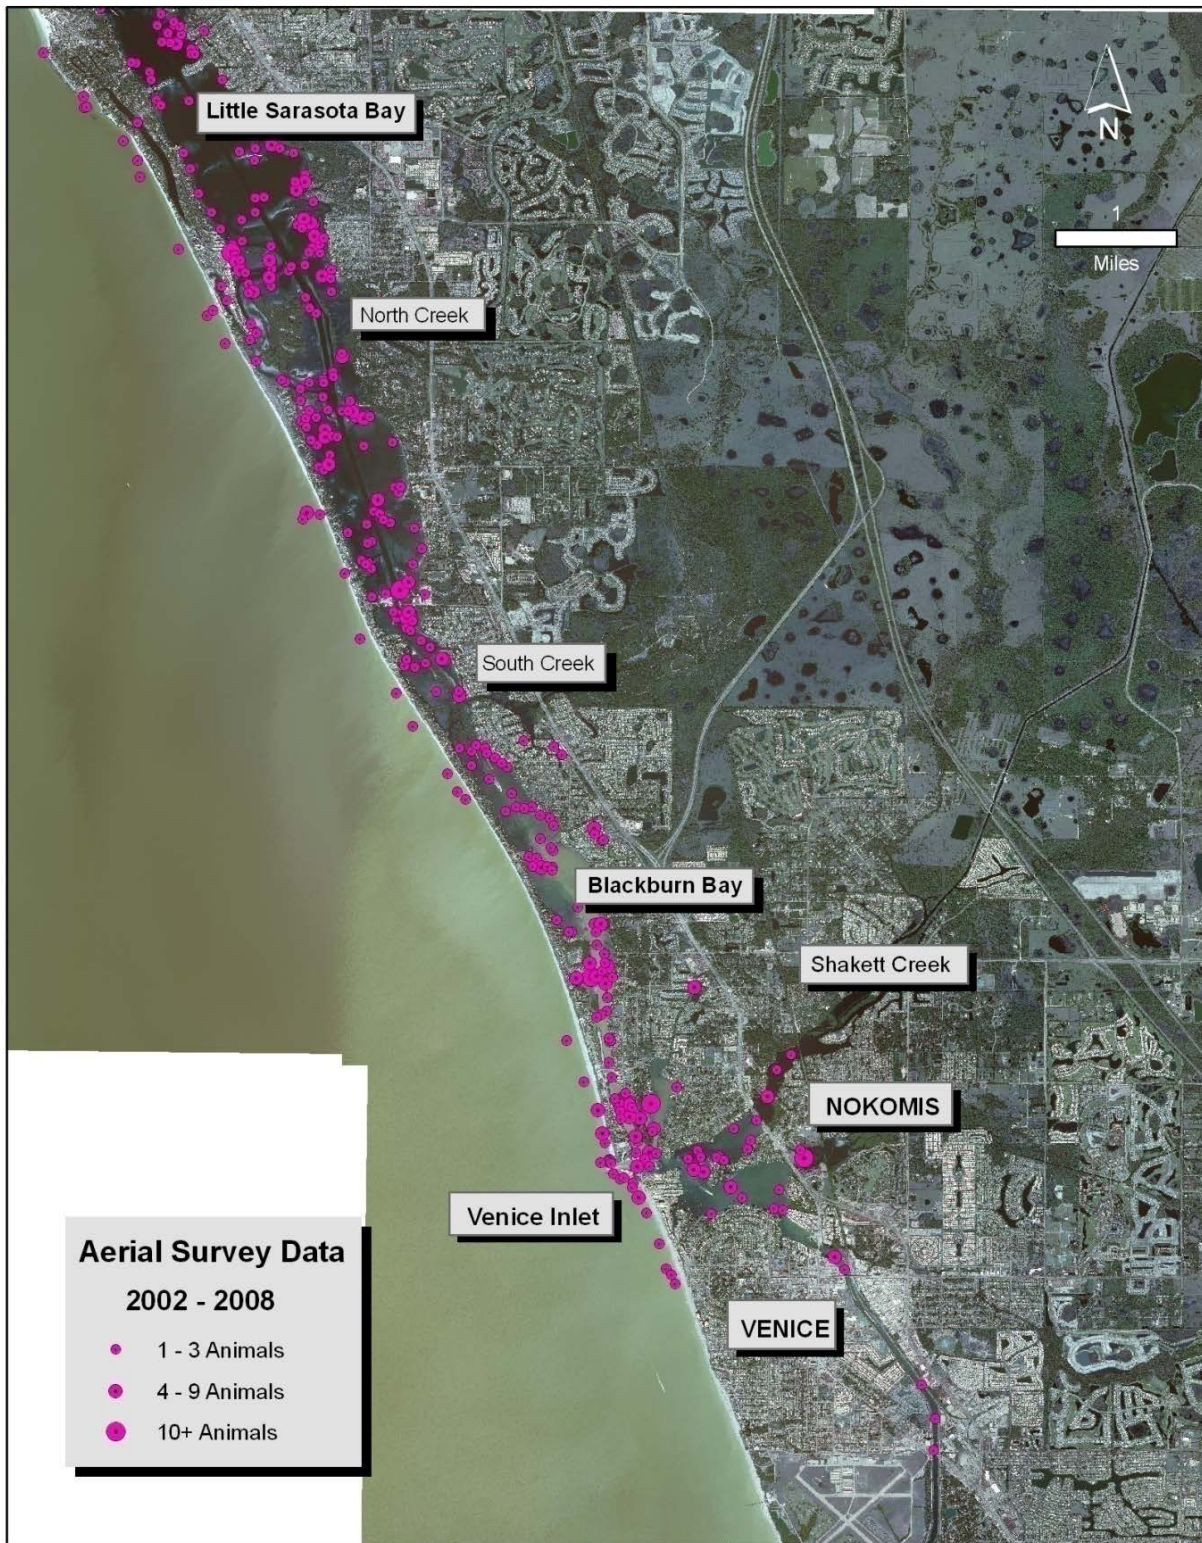 Little Sarasota Bay
N
1
Miles
North Creek
South Creek
Blackburn Bay
Shakett Creek
NOKOMIS
Venice Inlet
VENICE
Aerial Survey Data
2002 - 2008
1 - 3 Animals
4 - 9 Animals
10+ Animals